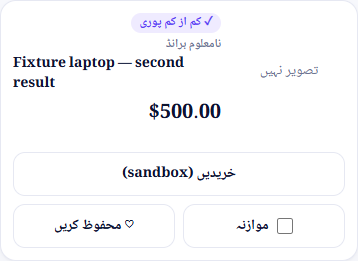 ✓ کم از کم پوری
نامعلوم برانڈ
Fixture laptop — second
result
تصویر نہیں
$500.00
خریدیں (sandbox)
موازنہ
♡ محفوظ کریں